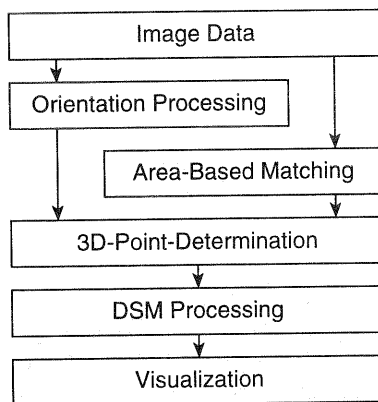 Image Data
Orientation Processing
Area-Based Matching
3D-Point-Determination
DSM Processing
Visualization